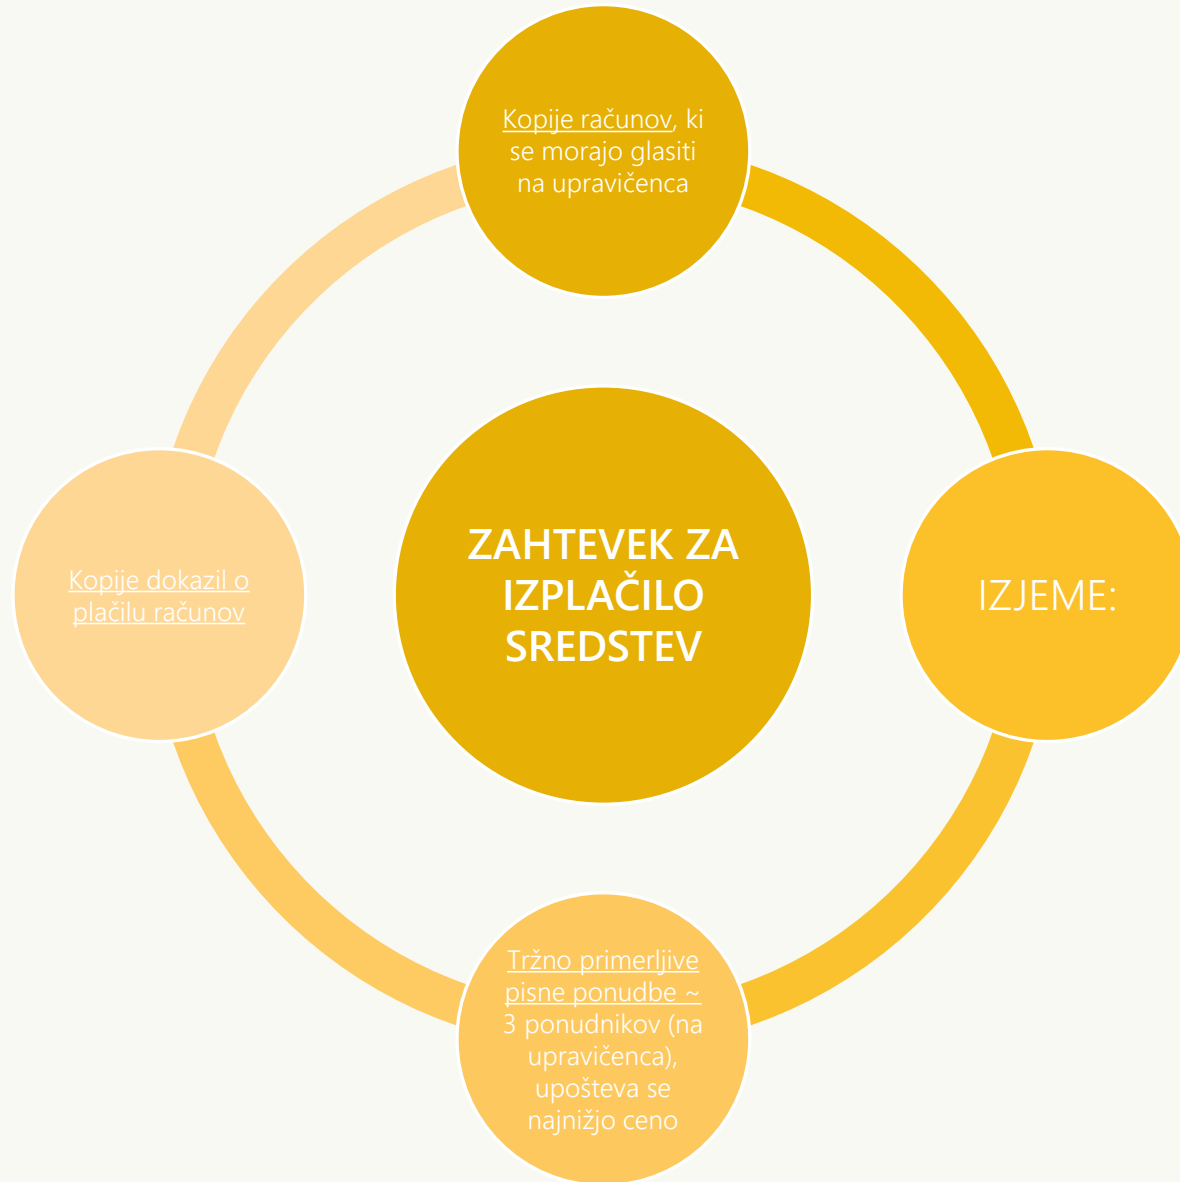 Kopije računov, ki
se morajo glasiti
na upravičenca
ZAHTEVEK ZA
IZPLAČILO
SREDSTEV
IZJEME:
Kopije dokazil o
plačilu računov
Tržno primerljive
pisne ponudbe ~
3 ponudnikov (na
upravičenca),
upošteva se
najnižjo ceno